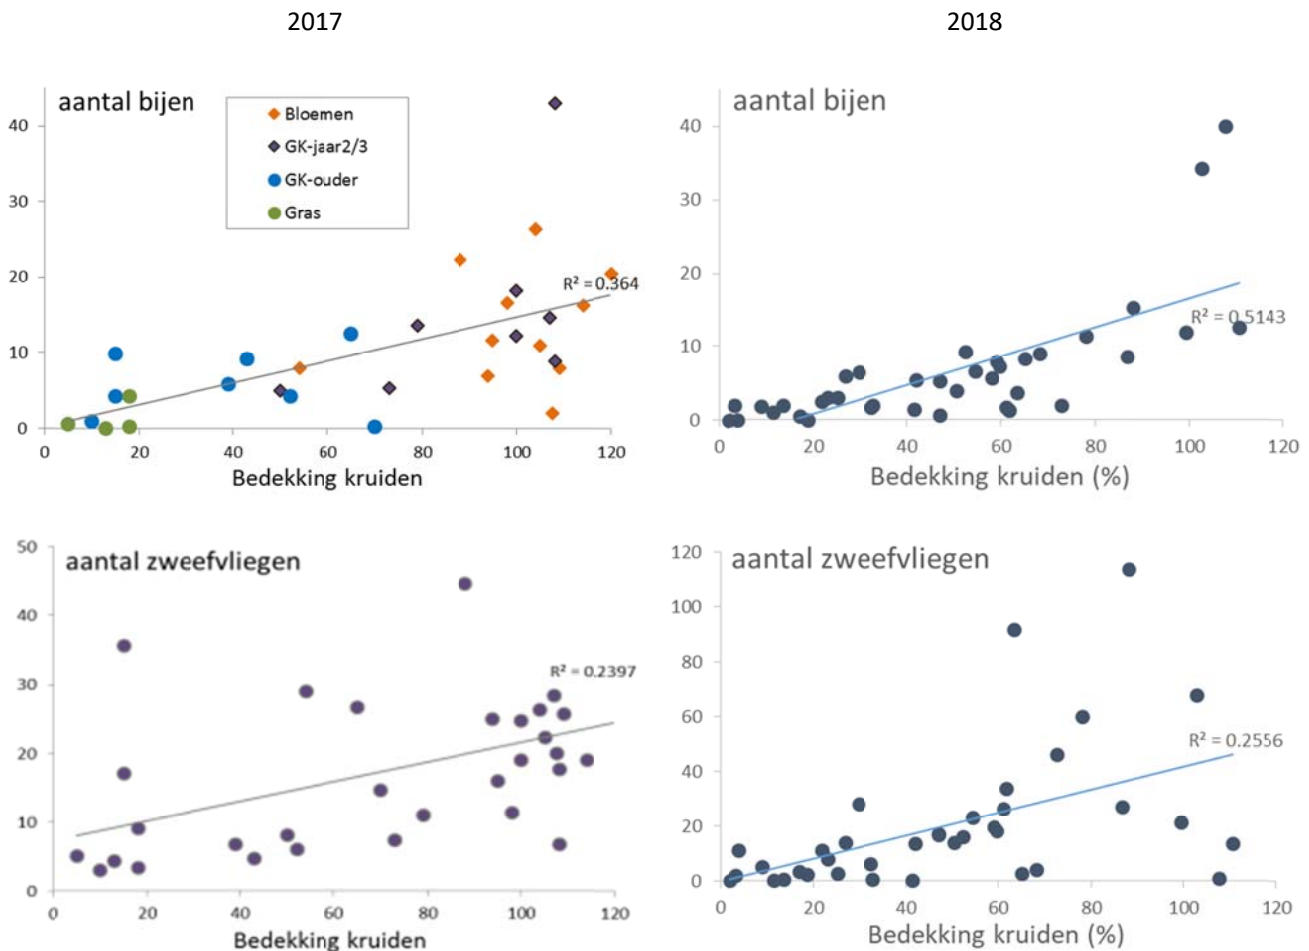 2017
2018
aantal bijen
Bloemen
GK-jaar2/3
GK-ouder
Gras
R² = 0.364
40
30
20
10
0
0 20 40 60 80 100 120
Bedekking kruiden
aantal bijen
R² = 0.5143
40
30
20
10
0
0 20 40 60 80 100 120
Bedekking kruiden (%)
aantal zweefvliegen
R² = 0.2397
50
40
30
20
10
0
0 20 40 60 80 100 120
Bedekking kruiden
aantal zweefvliegen
R² = 0.2556
120
100
80
60
40
20
0
0 20 40 60 80 100 120
Bedekking kruiden (%)